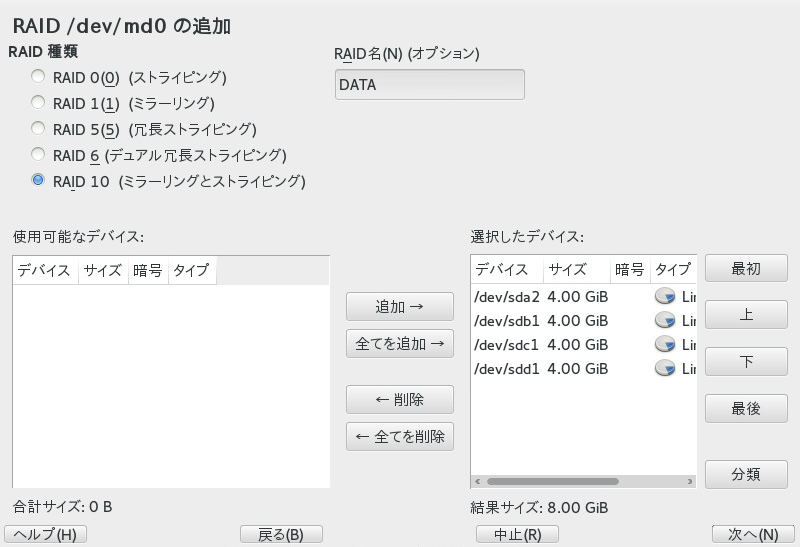 RAID /dev/md0 の追加
RAID 種類
RAID 0(0) (ストライピング)
RAID 1(1) (ミラーリング)
RAID 5(5) (冗長ストライピング)
RAID 6 (デュアル冗長ストライピング)
RAID 10 (ミラーリングとストライピング)
RAID名(N) (オプション)
DATA
使用可能なデバイス:
デバイス サイズ 暗号 タイプ
合計サイズ: 0 B
追加 →
全てを追加 →
← 削除
← 全てを削除
選択したデバイス:
デバイス サイズ 暗号 タイプ
/dev/sda2 4.00 GiB Lin
/dev/sdb1 4.00 GiB Lin
/dev/sdc1 4.00 GiB Lin
/dev/sdd1 4.00 GiB Lin
結果サイズ: 8.00 GiB
最初
上
下
最後
分類
ヘルプ(H)
戻る(B)
中止(R)
次へ(N)